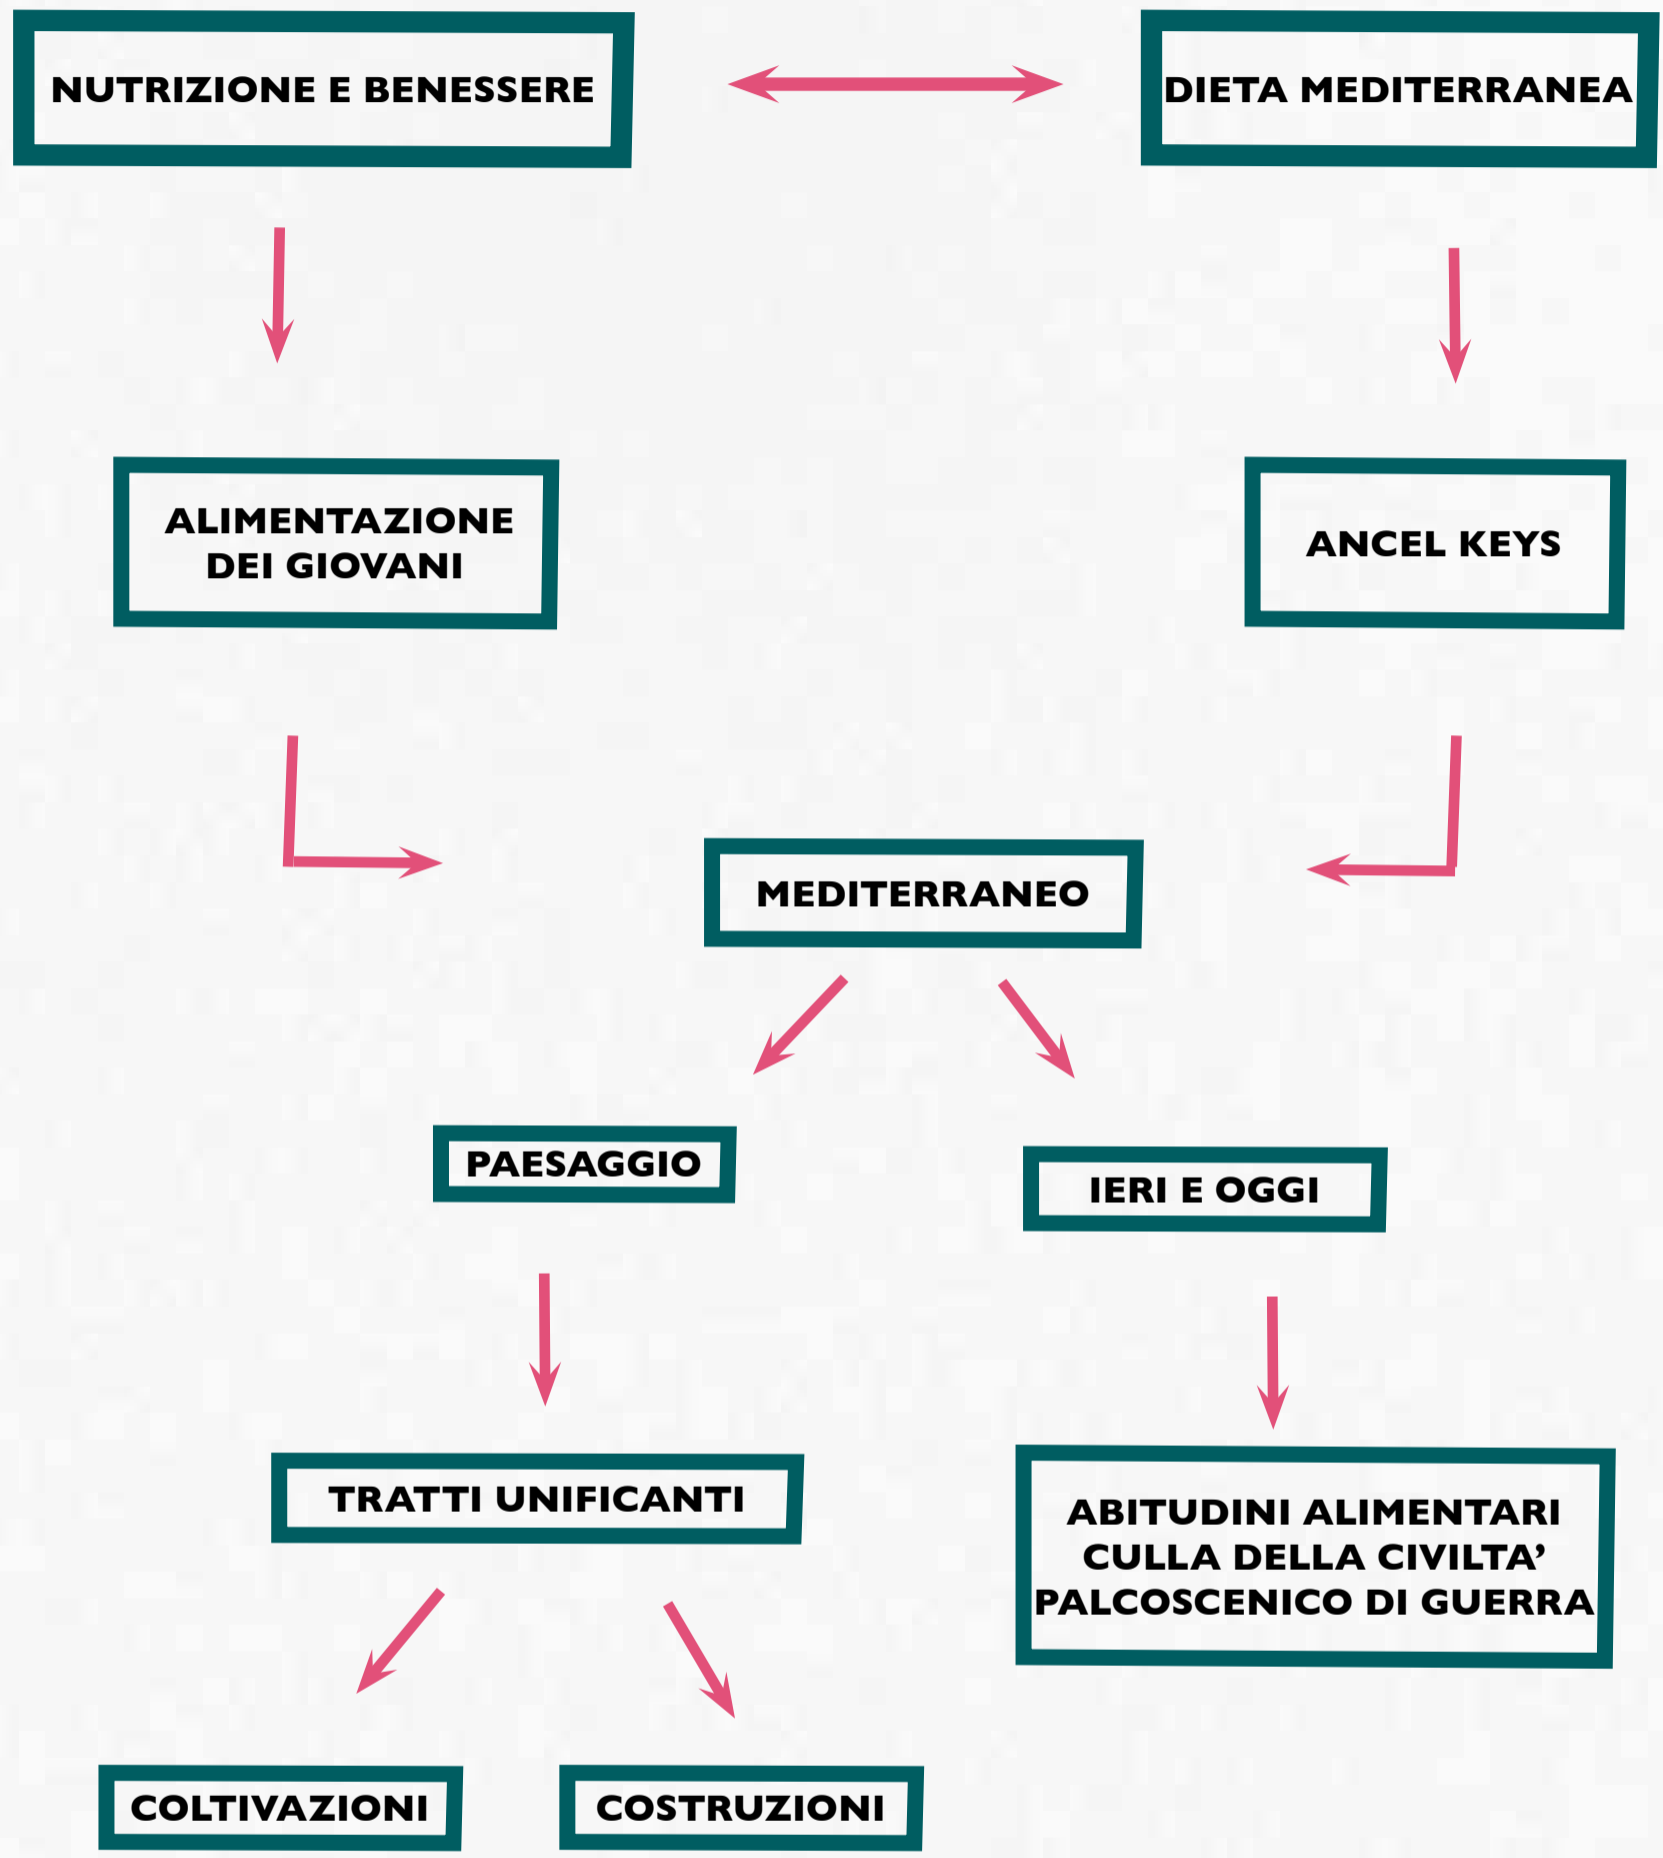 NUTRIZIONE E BENESSERE
DIETA MEDITERRANEA
ALIMENTAZIONE
DEI GIOVANI
ANCEL KEYS
MEDITERRANEO
PAESAGGIO
IERI E OGGI
TRATTI UNIFICANTI
ABITUDINI ALIMENTARI
CULLA DELLA CIVILTA’
PALCOSCENICO DI GUERRA
COLTIVAZIONI
COSTRUZIONI